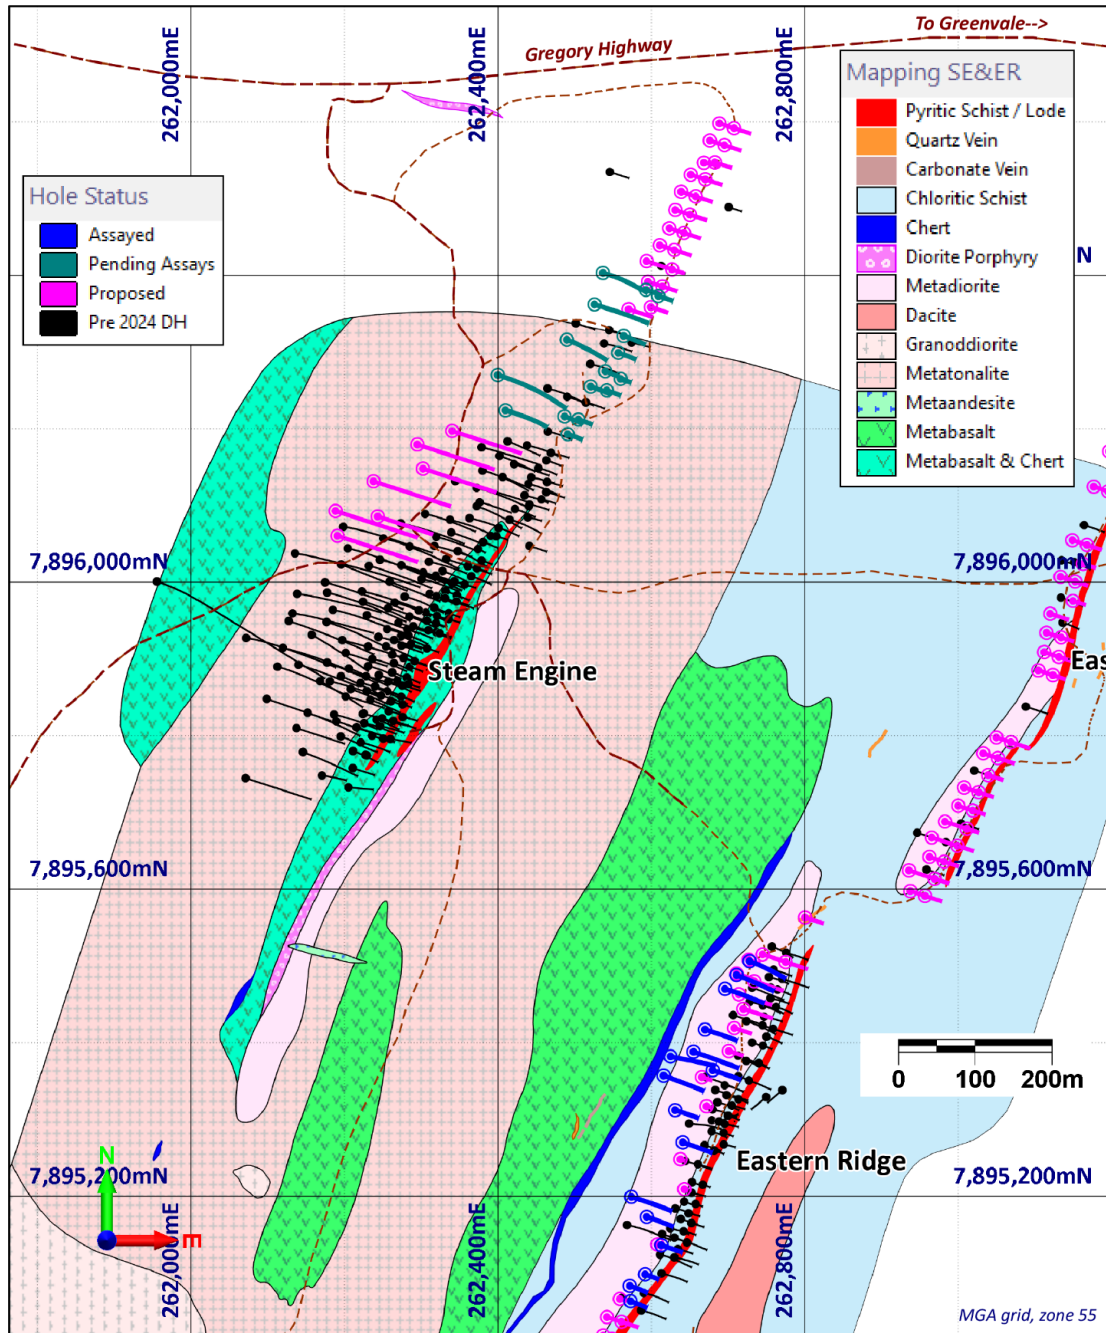 To Greenvale-->
Gregory Highway
262,000mE
262,400mE
262,800mE
Mapping SE&ER
Pyritic Schist / Lode
Quartz Vein
Carbonate Vein
Chloritic Schist
Chert
Diorite Porphyry
Metadiorite
Dacite
Granoddiorite
Metatonalite
Metaandesite
Metabasalt
Metabasalt & Chert
Hole Status
Assayed
Pending Assays
Proposed
Pre 2024 DH
N
7,896,000mN
7,896,000mN
Steam Engine
Eas
7,895,600mN
7,895,600mN
0 100 200m
Eastern Ridge
7,895,200mN
7,895,200mN
N
E
262,000mE
262,400mE
262,800mE
MGA grid, zone 55